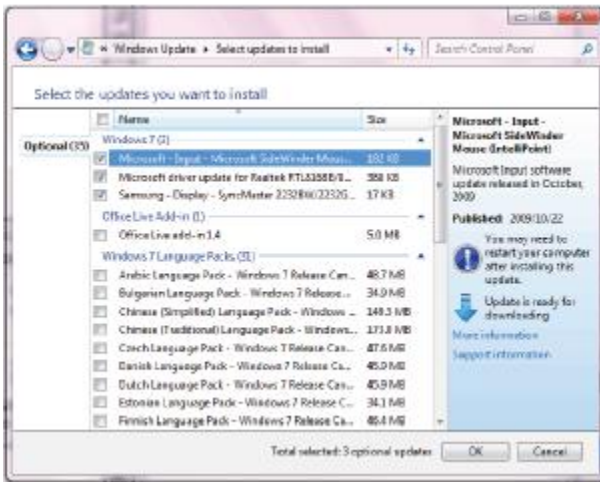 Windows Update ▸ Select updates to install
Search Control Panel
Select the updates you want to install
Name Size
Optional (35)
Windows 7 (3)
Microsoft - Input - Microsoft SideWinder Mous... 182 KB
Microsoft driver update for Realtek 388 KB
Samsung - Display - SyncMaster 2232BW/2232G... 17 KB
Office Live Add-in (1)
Office Live add-in 1.4 5.0 MB
Windows 7 Language Packs (31)
Arabic Language Pack - Windows 7 Release Can... 48.7 MB
Bulgarian Language Pack - Windows 7 Release... 34.9 MB
Chinese (Simplified) Language Pack - Windows ... 148.3 MB
Chinese (Traditional) Language Pack - Windows... 173.8 MB
Czech Language Pack - Windows 7 Release Can... 47.6 MB
Danish Language Pack - Windows 7 Release Ca... 45.9 MB
Dutch Language Pack - Windows 7 Release Ca... 45.9 MB
Estonian Language Pack - Windows 7 Release C... 34.1 MB
Finnish Language Pack - Windows 7 Release Ca... 46.4 MB
Microsoft - Input -
Microsoft SideWinder
Mouse (IntelliPoint)
Microsoft Input software
update released in October,
2009
Published: 2009/10/22
You may need to
restart your computer
after installing this
update.
Update is ready for
downloading
More information
Support information
Total selected: 3 optional updates
OK Cancel